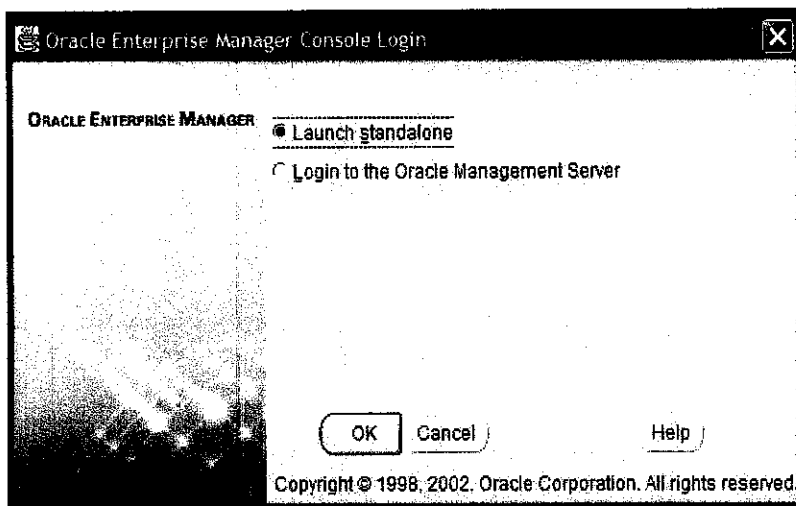 Oracle Enterprise Manager Console Login
ORACLE ENTERPRISE MANAGER
Launch standalone
Login to the Oracle Management Server
OK Cancel Help
Copyright © 1998, 2002, Oracle Corporation. All rights reserved.